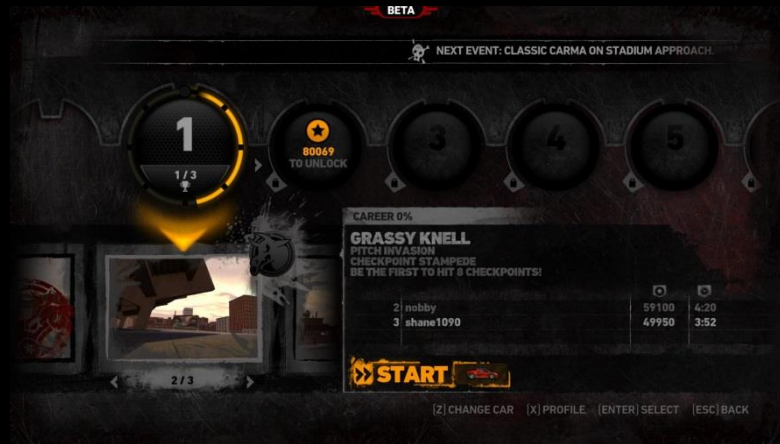 BETA
NEXT EVENT: CLASSIC CARMA ON STADIUM APPROACH.
1
1 / 3
80069
TO UNLOCK
3
4
5
CAREER 0%
GRASSY KNELL
PITCH INVASION
CHECKPOINT STAMPEDE
BE THE FIRST TO HIT 8 CHECKPOINTS!
2 nobby 59100 4:20
3 shane1090 49950 3:52
2 / 3
START
[Z] CHANGE CAR [X] PROFILE [ENTER] SELECT [ESC] BACK